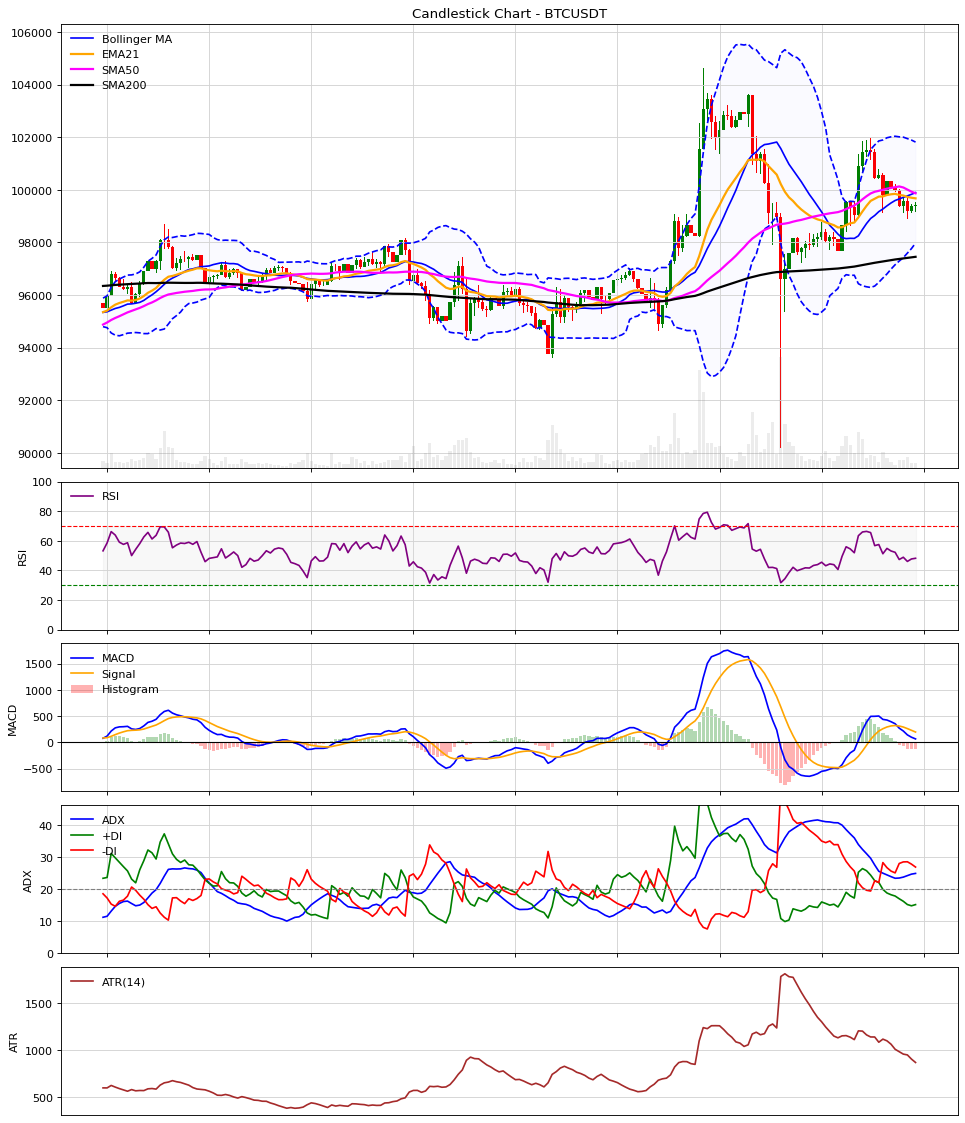 Candlestick Chart - BTCUSDT
106000
104000
102000
100000
98000
96000
94000
92000
90000
Bollinger MA
EMA21
SMA50
SMA200
100
80
60
40
20
0
RSI
RSI
1500
1000
500
0
−500
MACD
MACD
Signal
Histogram
40
30
20
10
0
ADX
ADX
+DI
-DI
1500
1000
500
ATR
ATR(14)